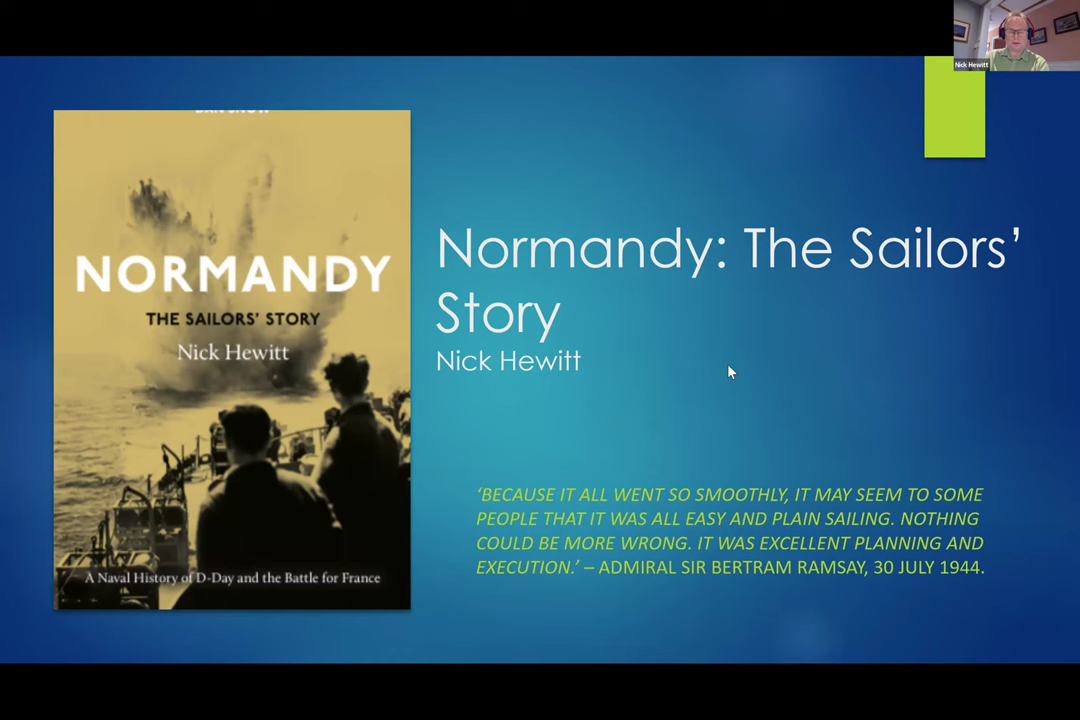 Nick Hewitt
DAN SNOW
NORMANDY
THE SAILORS' STORY
Nick Hewitt
A Naval History of D-Day and the Battle for France
Normandy: The Sailors’
Story
Nick Hewitt
‘BECAUSE IT ALL WENT SO SMOOTHLY, IT MAY SEEM TO SOME
PEOPLE THAT IT WAS ALL EASY AND PLAIN SAILING. NOTHING
COULD BE MORE WRONG. IT WAS EXCELLENT PLANNING AND
EXECUTION.’ – ADMIRAL SIR BERTRAM RAMSAY, 30 JULY 1944.